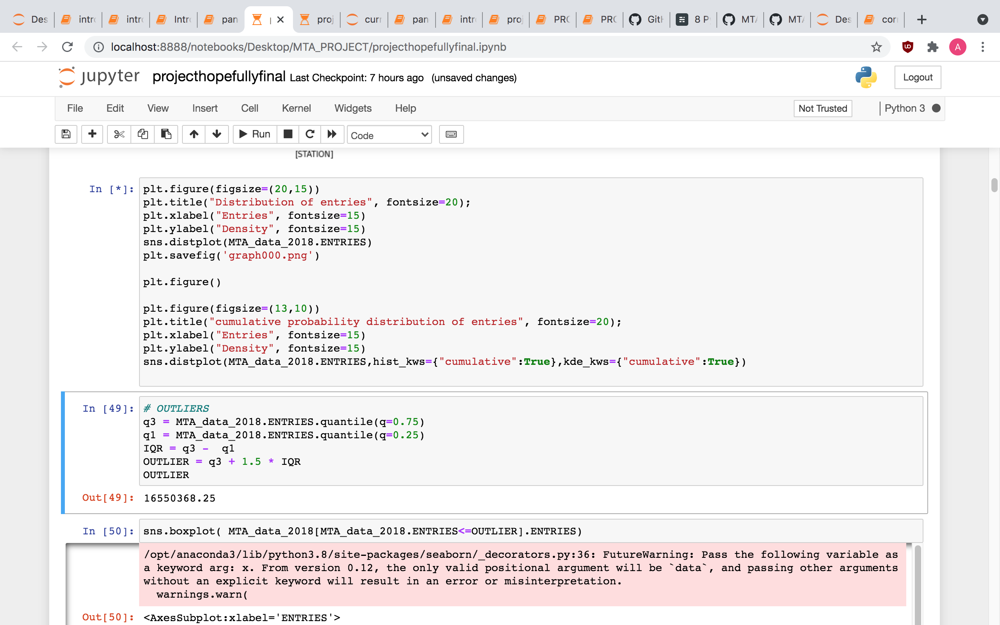 Des
intr
intr
Intr
pan
proj
curr
pan
intr
proj
PRC
PRC
GitH
8 P
MTA
MTA
Des
corr
localhost:8888/notebooks/Desktop/MTA_PROJECT/projecthopefullyfinal.ipynb
A
jupyter projecthopefullyfinal Last Checkpoint: 7 hours ago (unsaved changes)
Logout
File Edit View Insert Cell Kernel Widgets Help
Not Trusted
Python 3
Run
Code
[STATION]
In [*]:
plt.figure(figsize=(20,15))
plt.title("Distribution of entries", fontsize=20);
plt.xlabel("Entries", fontsize=15)
plt.ylabel("Density", fontsize=15)
sns.distplot(MTA_data_2018.ENTRIES)
plt.savefig('graph000.png')
plt.figure()
plt.figure(figsize=(13,10))
plt.title("cumulative probability distribution of entries", fontsize=20);
plt.xlabel("Entries", fontsize=15)
plt.ylabel("Density", fontsize=15)
sns.distplot(MTA_data_2018.ENTRIES,hist_kws={"cumulative":True},kde_kws={"cumulative":True})
In [49]:
# OUTLIERS
q3 = MTA_data_2018.ENTRIES.quantile(q=0.75)
q1 = MTA_data_2018.ENTRIES.quantile(q=0.25)
IQR = q3 -  q1
OUTLIER = q3 + 1.5 * IQR
OUTLIER
Out[49]: 16550368.25
In [50]:
sns.boxplot( MTA_data_2018[MTA_data_2018.ENTRIES<=OUTLIER].ENTRIES)
/opt/anaconda3/lib/python3.8/site-packages/seaborn/_decorators.py:36: FutureWarning: Pass the following variable as
a keyword arg: x. From version 0.12, the only valid positional argument will be `data`, and passing other arguments
without an explicit keyword will result in an error or misinterpretation.
  warnings.warn(
Out[50]: <AxesSubplot:xlabel='ENTRIES'>